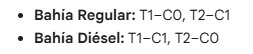 • Bahía Regular: T1–C0, T2–C1
• Bahía Diésel: T1–C1, T2–C0